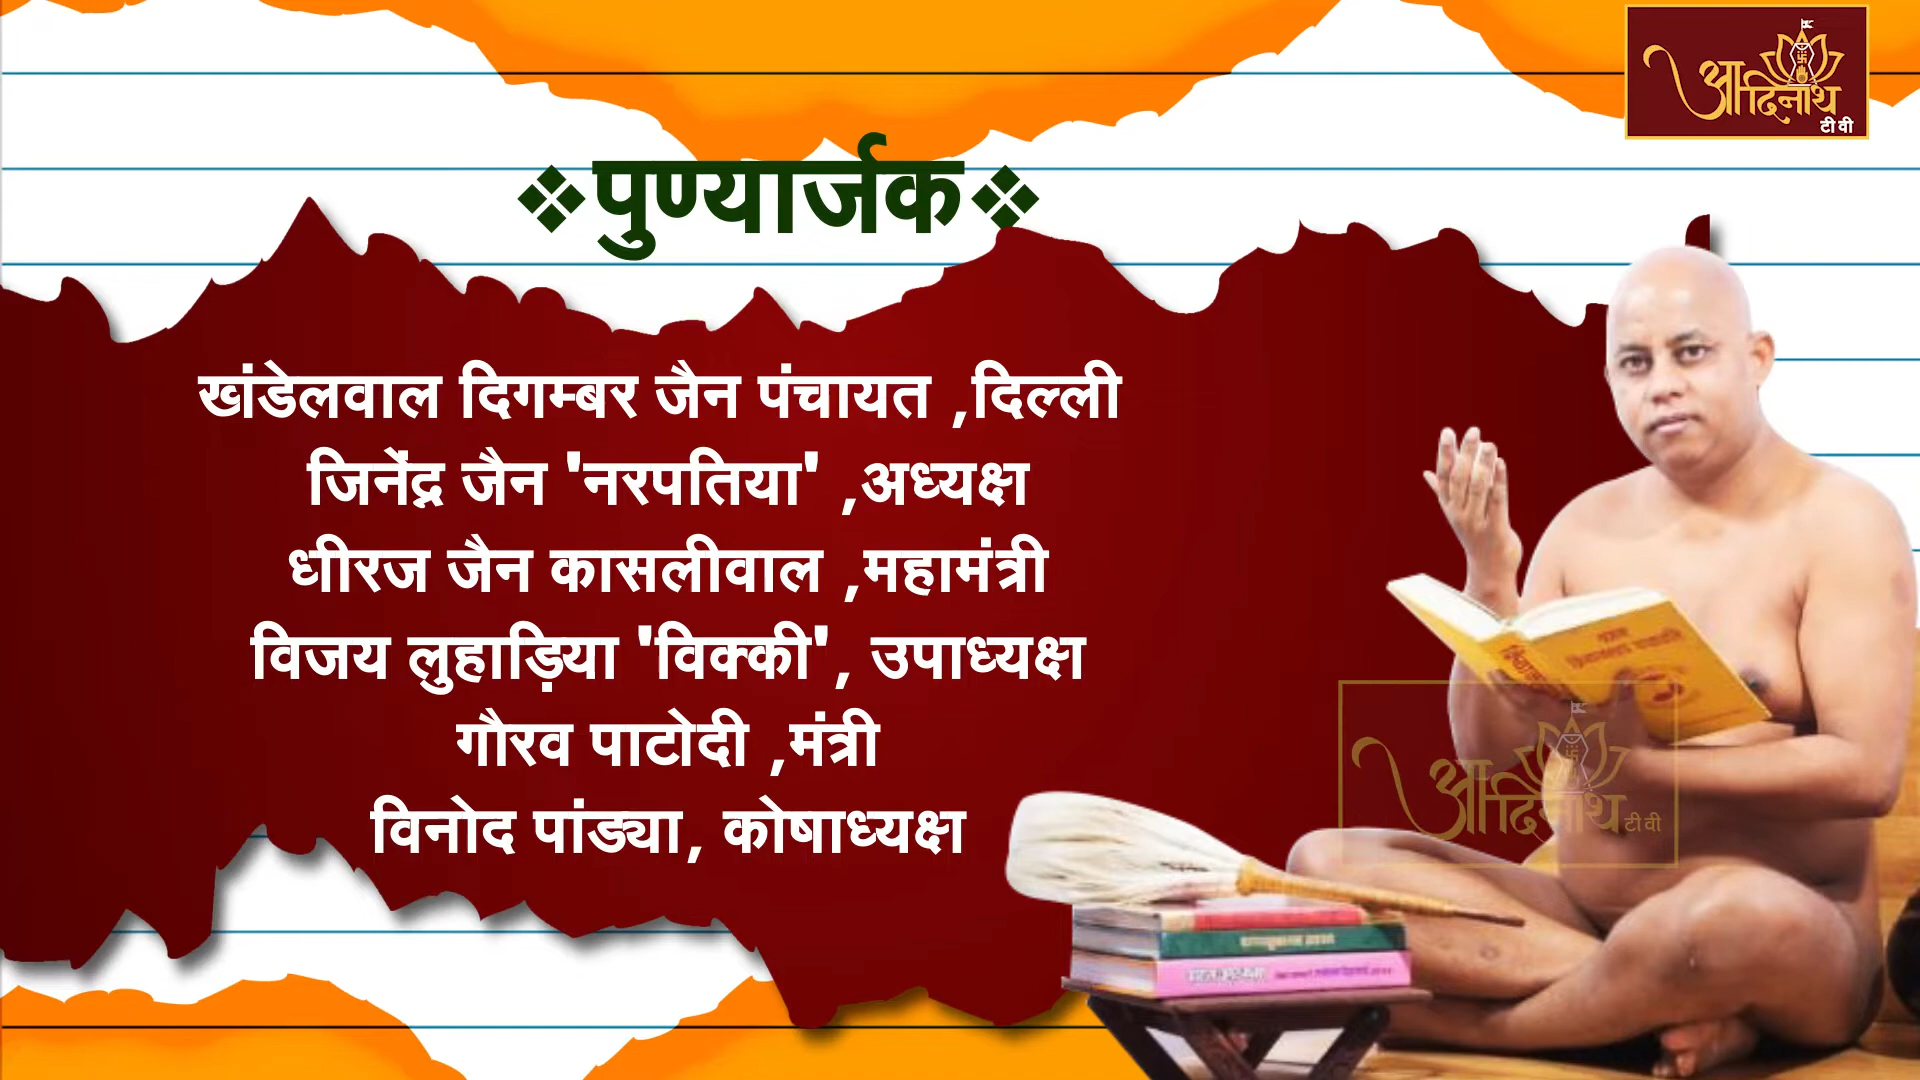 आदिनाथ
टी वी
❖पुण्यार्जक❖
खंडेलवाल दिगम्बर जैन पंचायत ,दिल्ली
जिनेंद्र जैन 'नरपतिया' ,अध्यक्ष
धीरज जैन कासलीवाल ,महामंत्री
विजय लुहाड़िया 'विक्की', उपाध्यक्ष
गौरव पाटोदी ,मंत्री
विनोद पांड्या, कोषाध्यक्ष
आदिनाथ टी वी